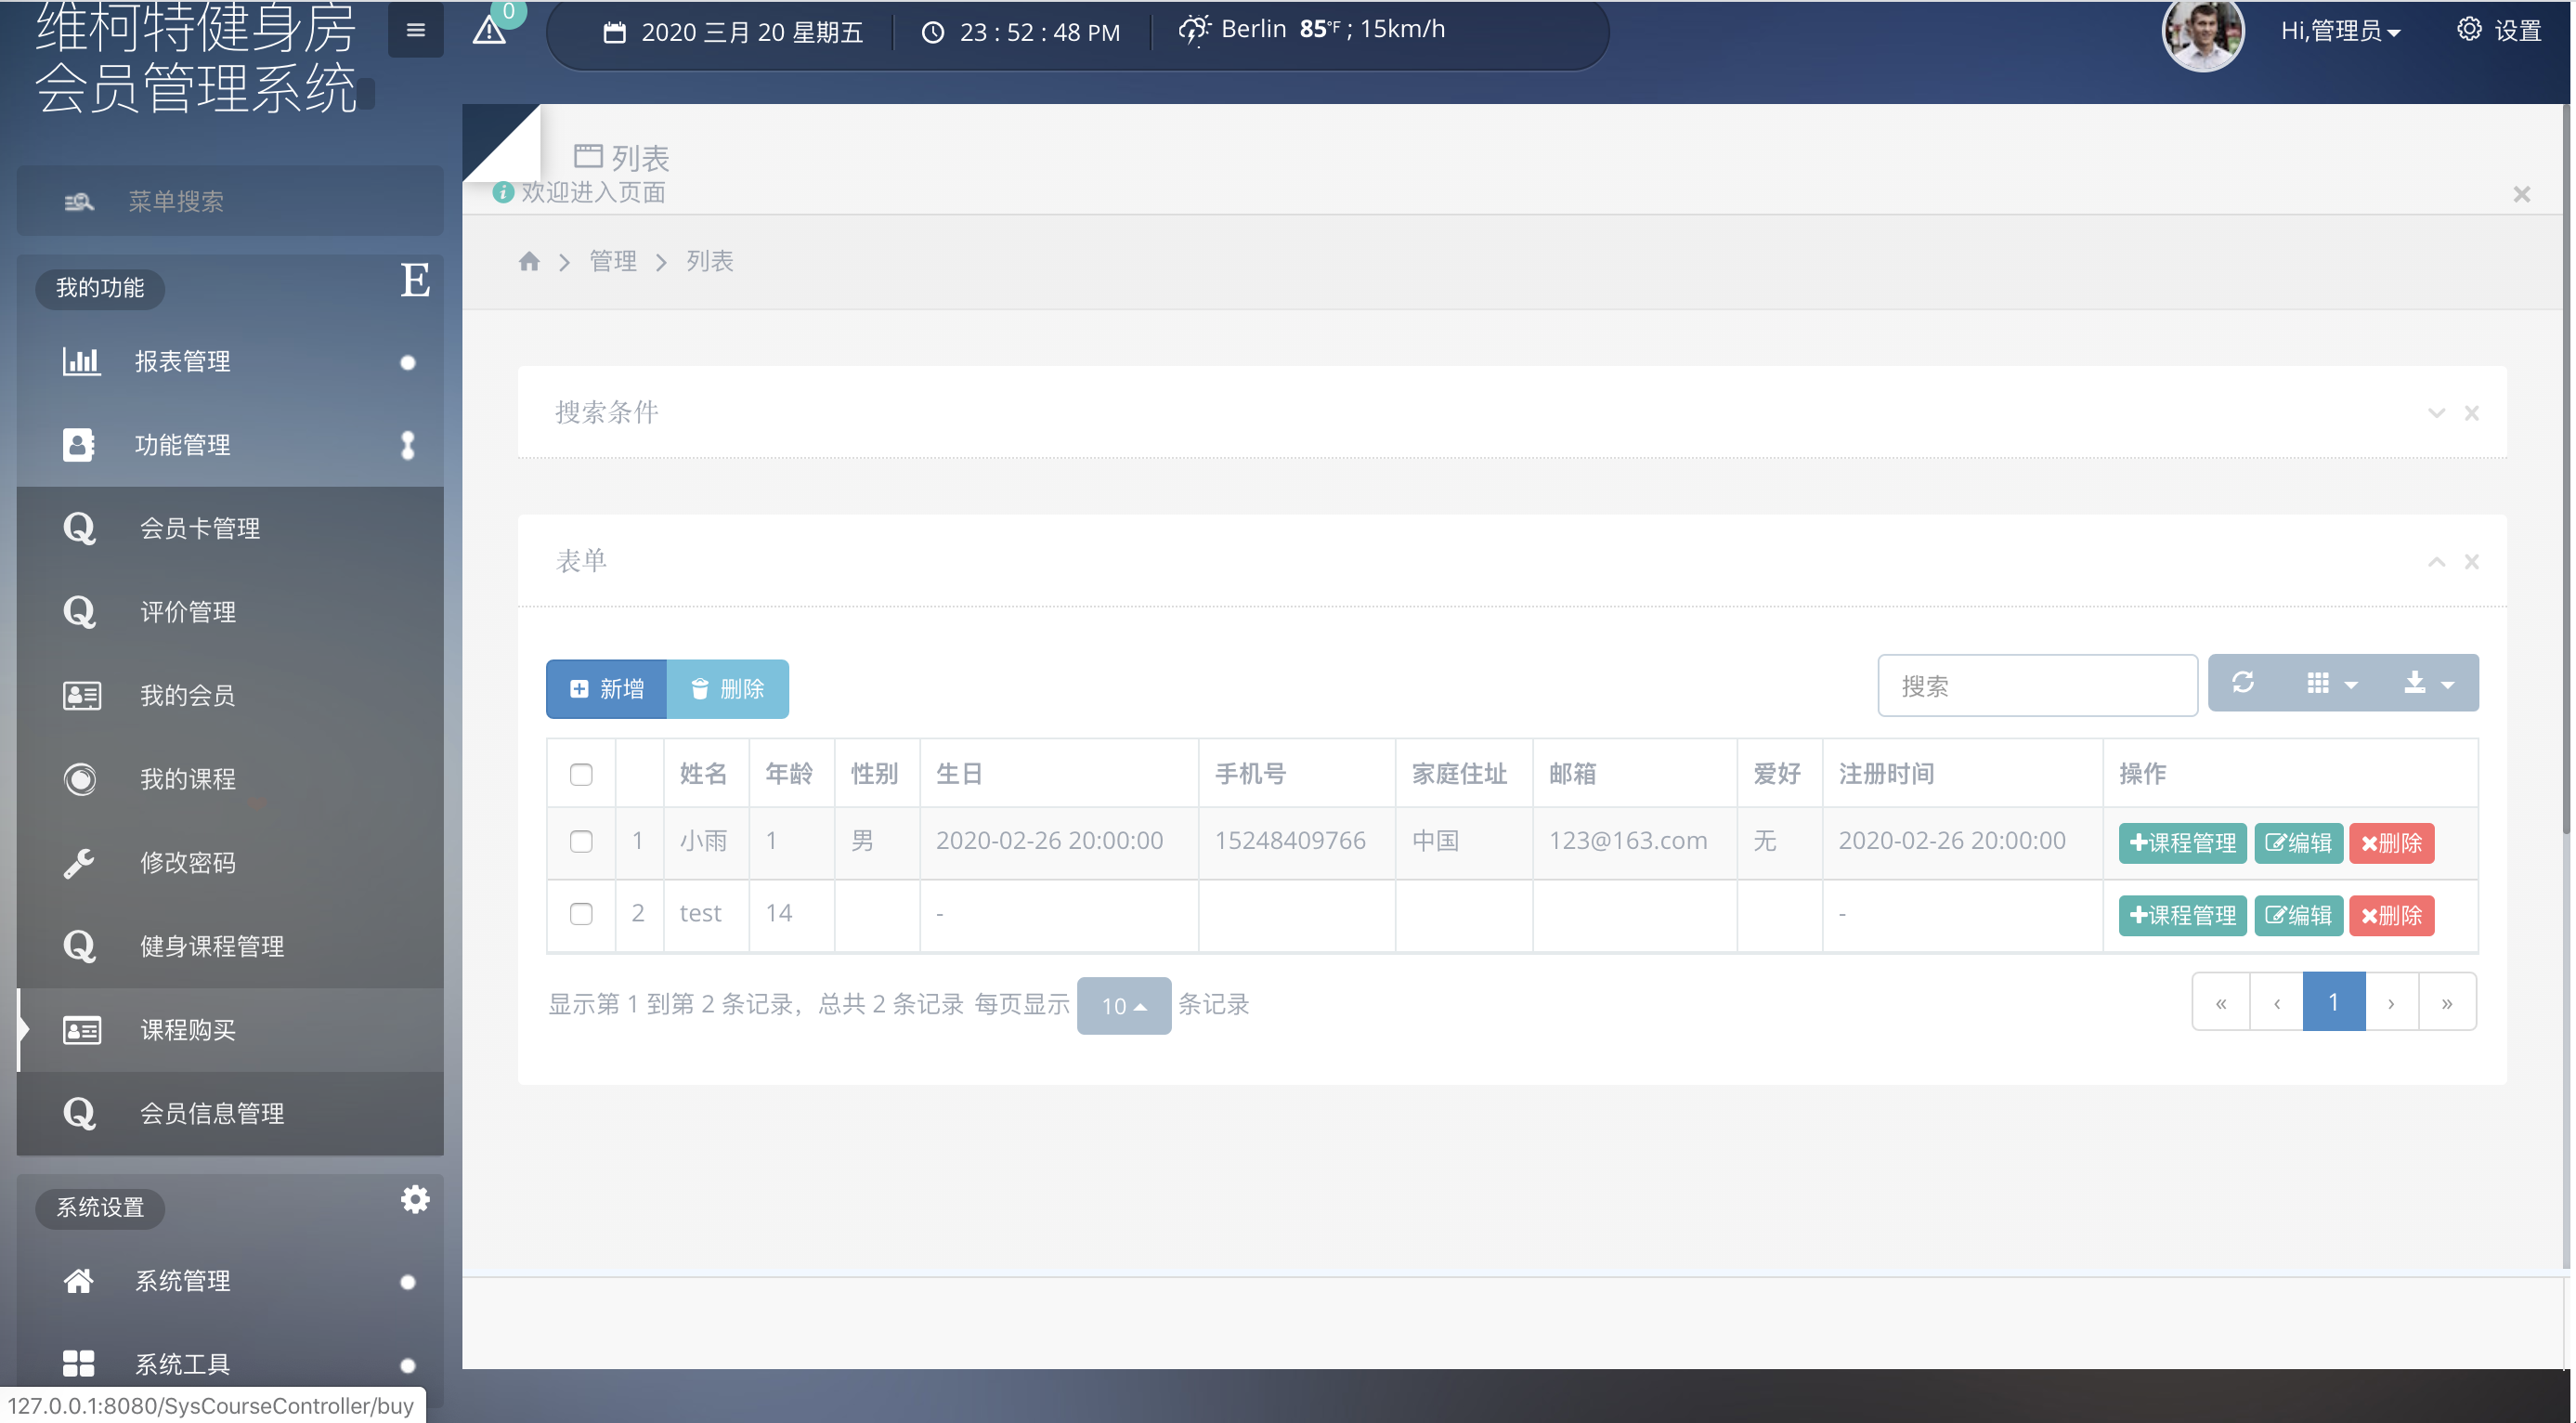 维柯特健身房
会员管理系统
0
2020 三月 20 星期五
23 : 52 : 48 PM
Berlin 85°F ; 15km/h
Hi,管理员
设置
菜单搜索
我的功能
E
报表管理
功能管理
会员卡管理
评价管理
我的会员
我的课程
修改密码
健身课程管理
课程购买
会员信息管理
系统设置
系统管理
系统工具
127.0.0.1:8080/SysCourseController/buy
列表
欢迎进入页面
管理 列表
搜索条件
表单
新增 删除 搜索
姓名 年龄 性别 生日 手机号 家庭住址 邮箱 爱好 注册时间 操作
1 小雨 1 男 2020-02-26 20:00:00 15248409766 中国 123@163.com 无 2020-02-26 20:00:00 课程管理 编辑 删除
2 test 14 - - 课程管理 编辑 删除
显示第 1 到第 2 条记录，总共 2 条记录 每页显示 10 条记录
« ‹ 1 › »